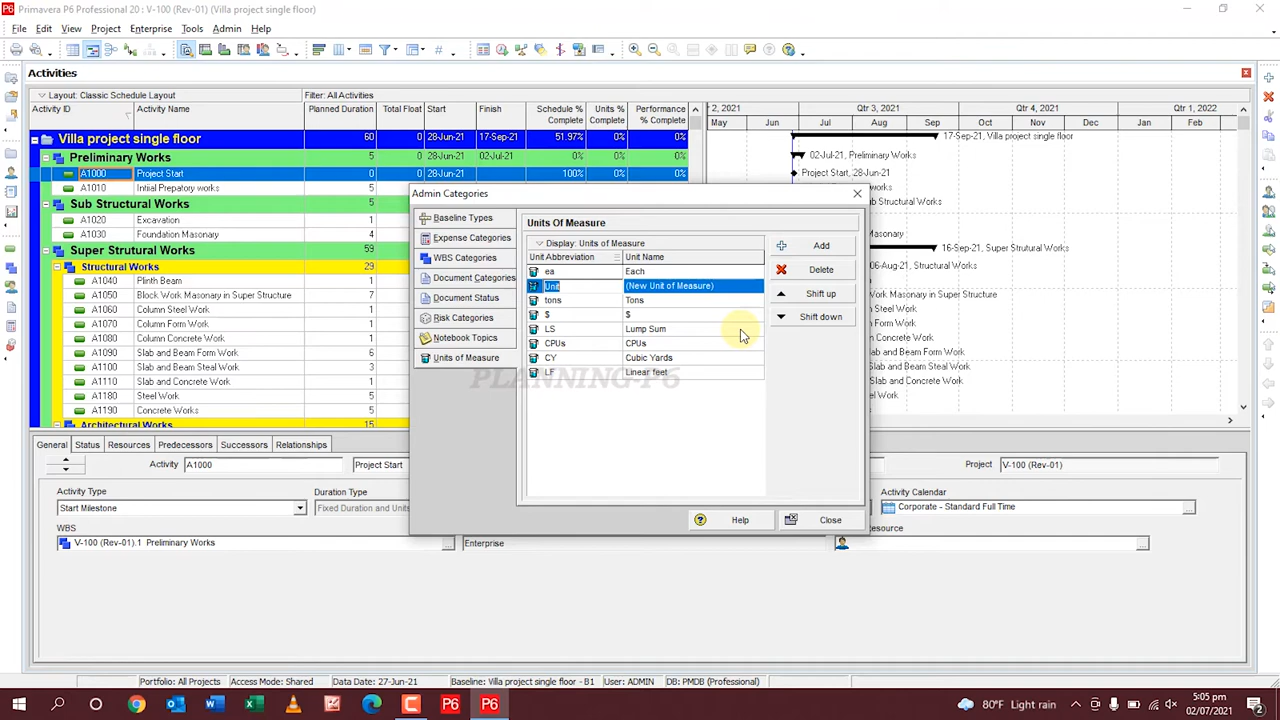 Primavera P6 Professional 20 : V-100 (Rev-01) (Villa project single floor)
File Edit View Project Enterprise Tools Admin Help
Activities
Layout: Classic Schedule Layout Filter: All Activities
Activity ID Activity Name Planned Duration Total Float Start Finish Schedule % Complete Units % Complete Performance % Complete
2, 2021 Qtr 3, 2021 Qtr 4, 2021 Qtr 1, 2022
May Jun Jul Aug Sep Oct Nov Dec Jan Feb
Villa project single floor 60 0 28-Jun-21 17-Sep-21 51.97% 0% 0% 17-Sep-21, Villa project single floor
Preliminary Works 5 0 28-Jun-21 02-Jul-21 100% 0% 0% 02-Jul-21, Preliminary Works
A1000 Project Start 0 0 28-Jun-21 100% 0% 0% Project Start, 28-Jun-21
A1010 Intiial Prepatory works 5
Sub Structural Works 5
A1020 Excavation 1
A1030 Foundation Masonary 4
Super Strutural Works 59 16-Sep-21, Super Structural Works
Structural Works 29
A1040 Plinth Beam 1
A1050 Block Work Masonary in Super Structure 5
A1060 Column Structure 1
A1070 Column Form Work 1
A1080 Column Concrete Work 1
A1090 Slab and Beam Form Work 6
A1100 Slab and Beam Structure 3
A1110 Slab and Concrete Work 1
A1180 Steel Work 5
A1190 Concrete Works 5
Architectural Works 15
Admin Categories
Baseline Types
Expense Categories
WBS Categories
Document Categories
Document Status
Risk Categories
Notebook Topics
Units of Measure
Units Of Measure
Display: Units of Measure
Unit Abbreviation Unit Name
ea Each
Unit (New Unit of Measure)
tons Tons
$ $
LS Lump Sum
CPUs CPUs
CY Cubic Yards
LF Linear feet
Add
Delete
Shift up
Shift down
Help Close
PLANNING-P6
General Status Resources Predecessors Successors Relationships
Activity A1000 Project Start Project V-100 (Rev-01)
Activity Type Duration Type Activity Calendar
Start Milestone Fixed Duration and Units Corporate - Standard Full Time
WBS
V-100 (Rev-01).1 Preliminary Works Enterprise
Portfolio: All Projects Access Mode: Shared Data Date: 27-Jun-21 Baseline: Villa project single floor - B1 User: ADMIN DB: PMDB (Professional)
80°F Light rain 5:05 pm
02/07/2021